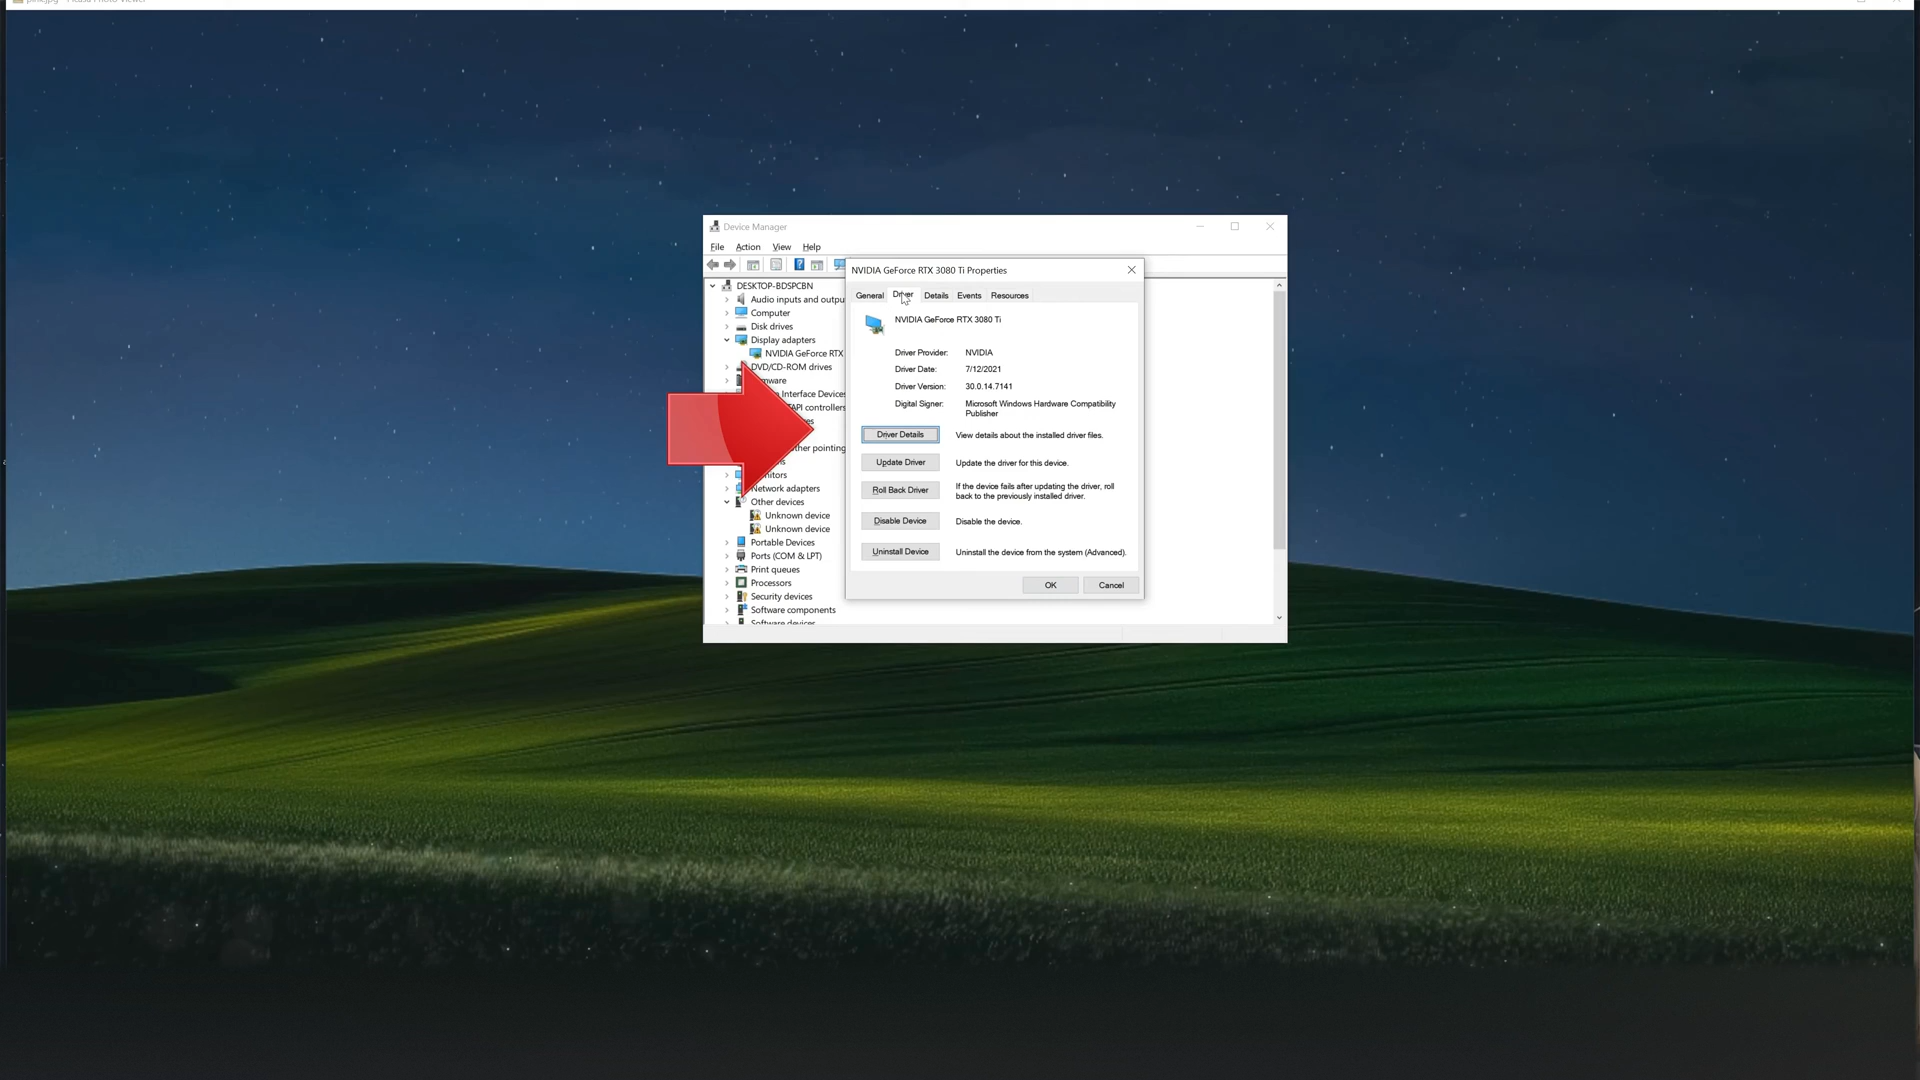 Device Manager
File Action View Help
NVIDIA GeForce RTX 3080 Ti Properties
DESKTOP-BDSPCBN
Audio inputs and outpu
Computer
Disk drives
Display adapters
NVIDIA GeForce RTX
DVD/CD-ROM drives
Interface Devices
controllers
pointing
Network adapters
Other devices
Unknown device
Unknown device
Portable Devices
Ports (COM & LPT)
Print queues
Processors
Security devices
Software components
Software devices
General Driver Details Events Resources
NVIDIA GeForce RTX 3080 Ti
Driver Provider: NVIDIA
Driver Date: 7/12/2021
Driver Version: 30.0.14.7141
Digital Signer: Microsoft Windows Hardware Compatibility
Publisher
Driver Details View details about the installed driver files.
Update Driver Update the driver for this device.
Roll Back Driver If the device fails after updating the driver, roll
back to the previously installed driver.
Disable Device Disable the device.
Uninstall Device Uninstall the device from the system (Advanced).
OK Cancel